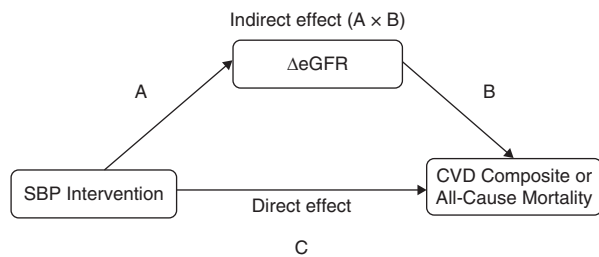 Indirect effect (A × B)
ΔeGFR
A
B
SBP Intervention
CVD Composite or
All-Cause Mortality
Direct effect
C